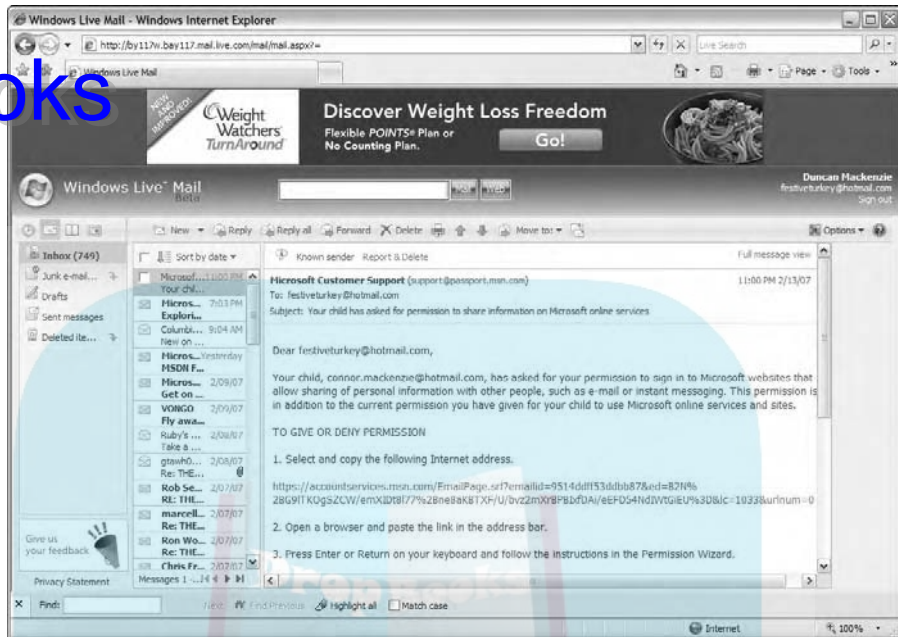 Windows Live Mail - Windows Internet Explorer
http://by117w.bay117.mail.live.com/mail/mail.aspx?=
Live Search
Windows Live Mail
Page
Tools
oks
NEW AND IMPROVED!
Weight Watchers TurnAround
Discover Weight Loss Freedom
Flexible POINTS® Plan or
No Counting Plan.
Go!
Windows Live™ Mail
Beta
Mail
Web
Duncan Mackenzie
festiveturkey@hotmail.com
Sign out
New Reply Reply all Forward Delete Move to: Options
Inbox (749)
Junk e-mail...
Drafts
Sent messages
Deleted ite...
Sort by date
Microsof... 11:00 PM
Your chil...
Micros... 7:03 PM
Explori...
Columbi... 9:04 AM
New on ...
Micros... Yesterday
MSDN F...
Micros... 2/09/07
Get on ...
VONGO 2/09/07
Fly awa...
Ruby's ... 2/08/07
Take a ...
gtawh0... 2/08/07
Re: THE...
Rob Se... 2/07/07
RE: THE...
marcell... 2/07/07
Re: THE...
Ron Wo... 2/07/07
Re: THE...
Chris Fr... 2/07/07
Messages 1 -...
Known sender Report & Delete
Full message view
Microsoft Customer Support (support@passport.msn.com)
11:00 PM 2/13/07
To: festiveturkey@hotmail.com
Subject: Your child has asked for permission to share information on Microsoft online services
Dear festiveturkey@hotmail.com,
Your child, connor.mackenzie@hotmail.com, has asked for your permission to sign in to Microsoft websites that
allow sharing of personal information with other people, such as e-mail or instant messaging. This permission is
in addition to the current permission you have given for your child to use Microsoft online services and sites.
TO GIVE OR DENY PERMISSION
1. Select and copy the following Internet address.
2. Open a browser and paste the link in the address bar.
3. Press Enter or Return on your keyboard and follow the instructions in the Permission Wizard.
Give us
your feedback
Privacy Statement
DropBooks
Find:
Next Find Previous Highlight all Match case
Internet
100%